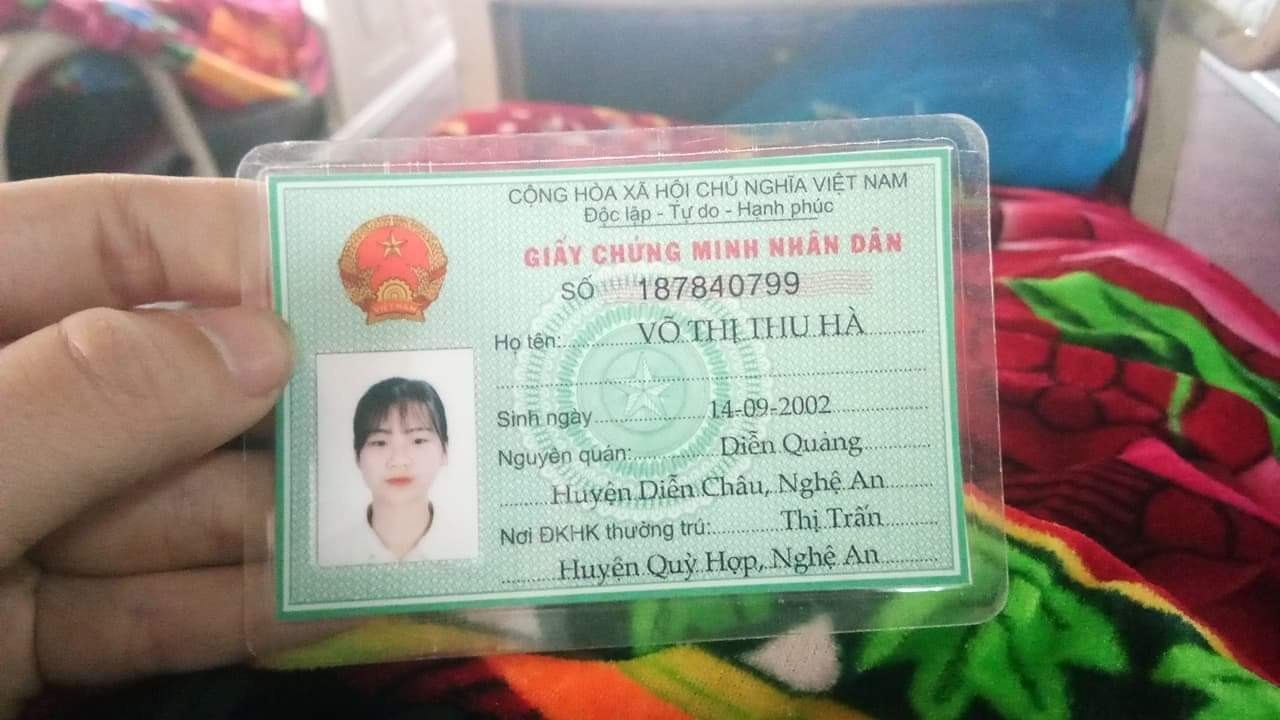 CỘNG HÒA XÃ HỘI CHỦ NGHĨA VIỆT NAM
Độc lập - Tự do - Hạnh phúc
GIẤY CHỨNG MINH NHÂN DÂN
SỐ 187840799
Họ tên: VÕ THỊ THU HÀ
Sinh ngày 14-09-2002
Nguyên quán: Diễn Quảng
Huyện Diễn Châu, Nghệ An
Nơi ĐKHK thường trú: Thị Trấn
Huyện Quỳ Hợp, Nghệ An
VIỆT NAM